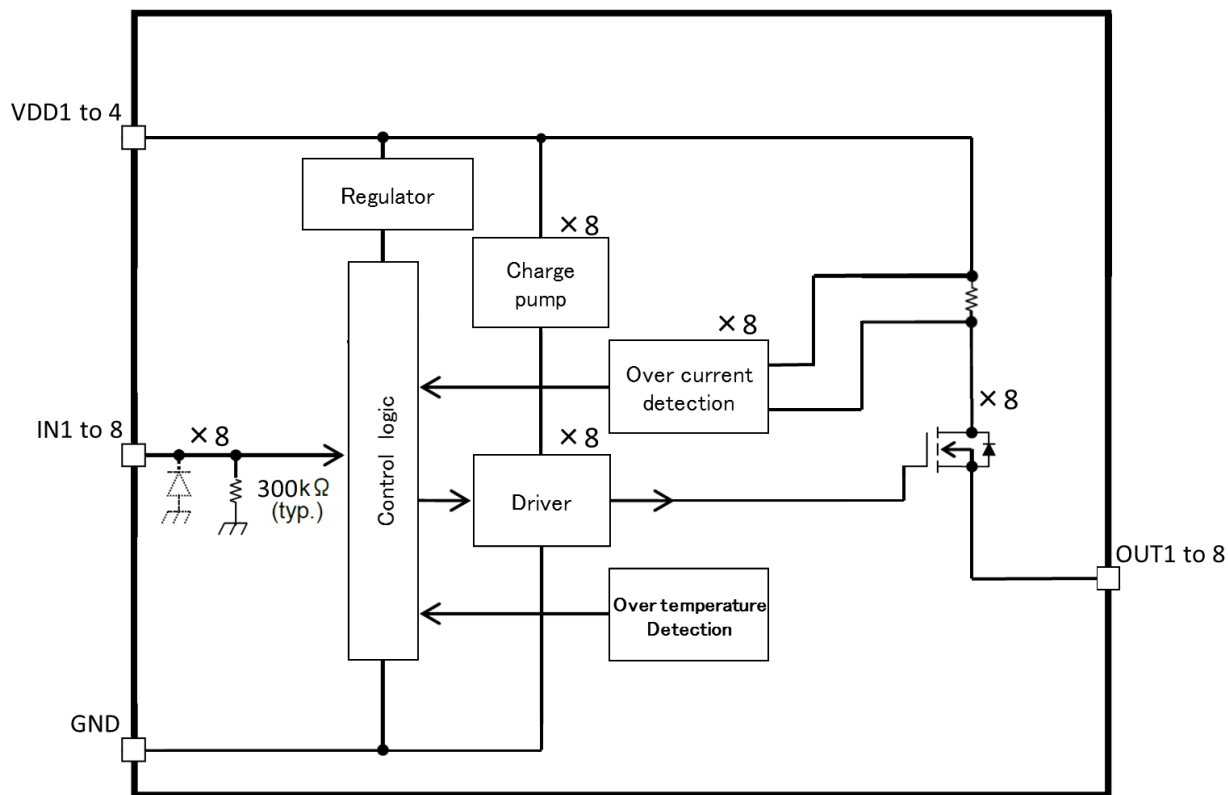 VDD1 to 4
Regulator
×8
Charge
pump
×8
Over current
detection
×8
IN1 to 8
×8
×8
300kΩ
(typ.)
Control logic
Driver
OUT1 to 8
Over temperature
Detection
GND